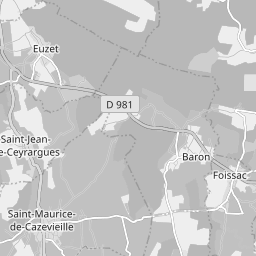 Euzet
D 981
Saint-Jean-
de-Ceyrargues
Baron
Foissac
Saint-Maurice-
de-Cazevieille